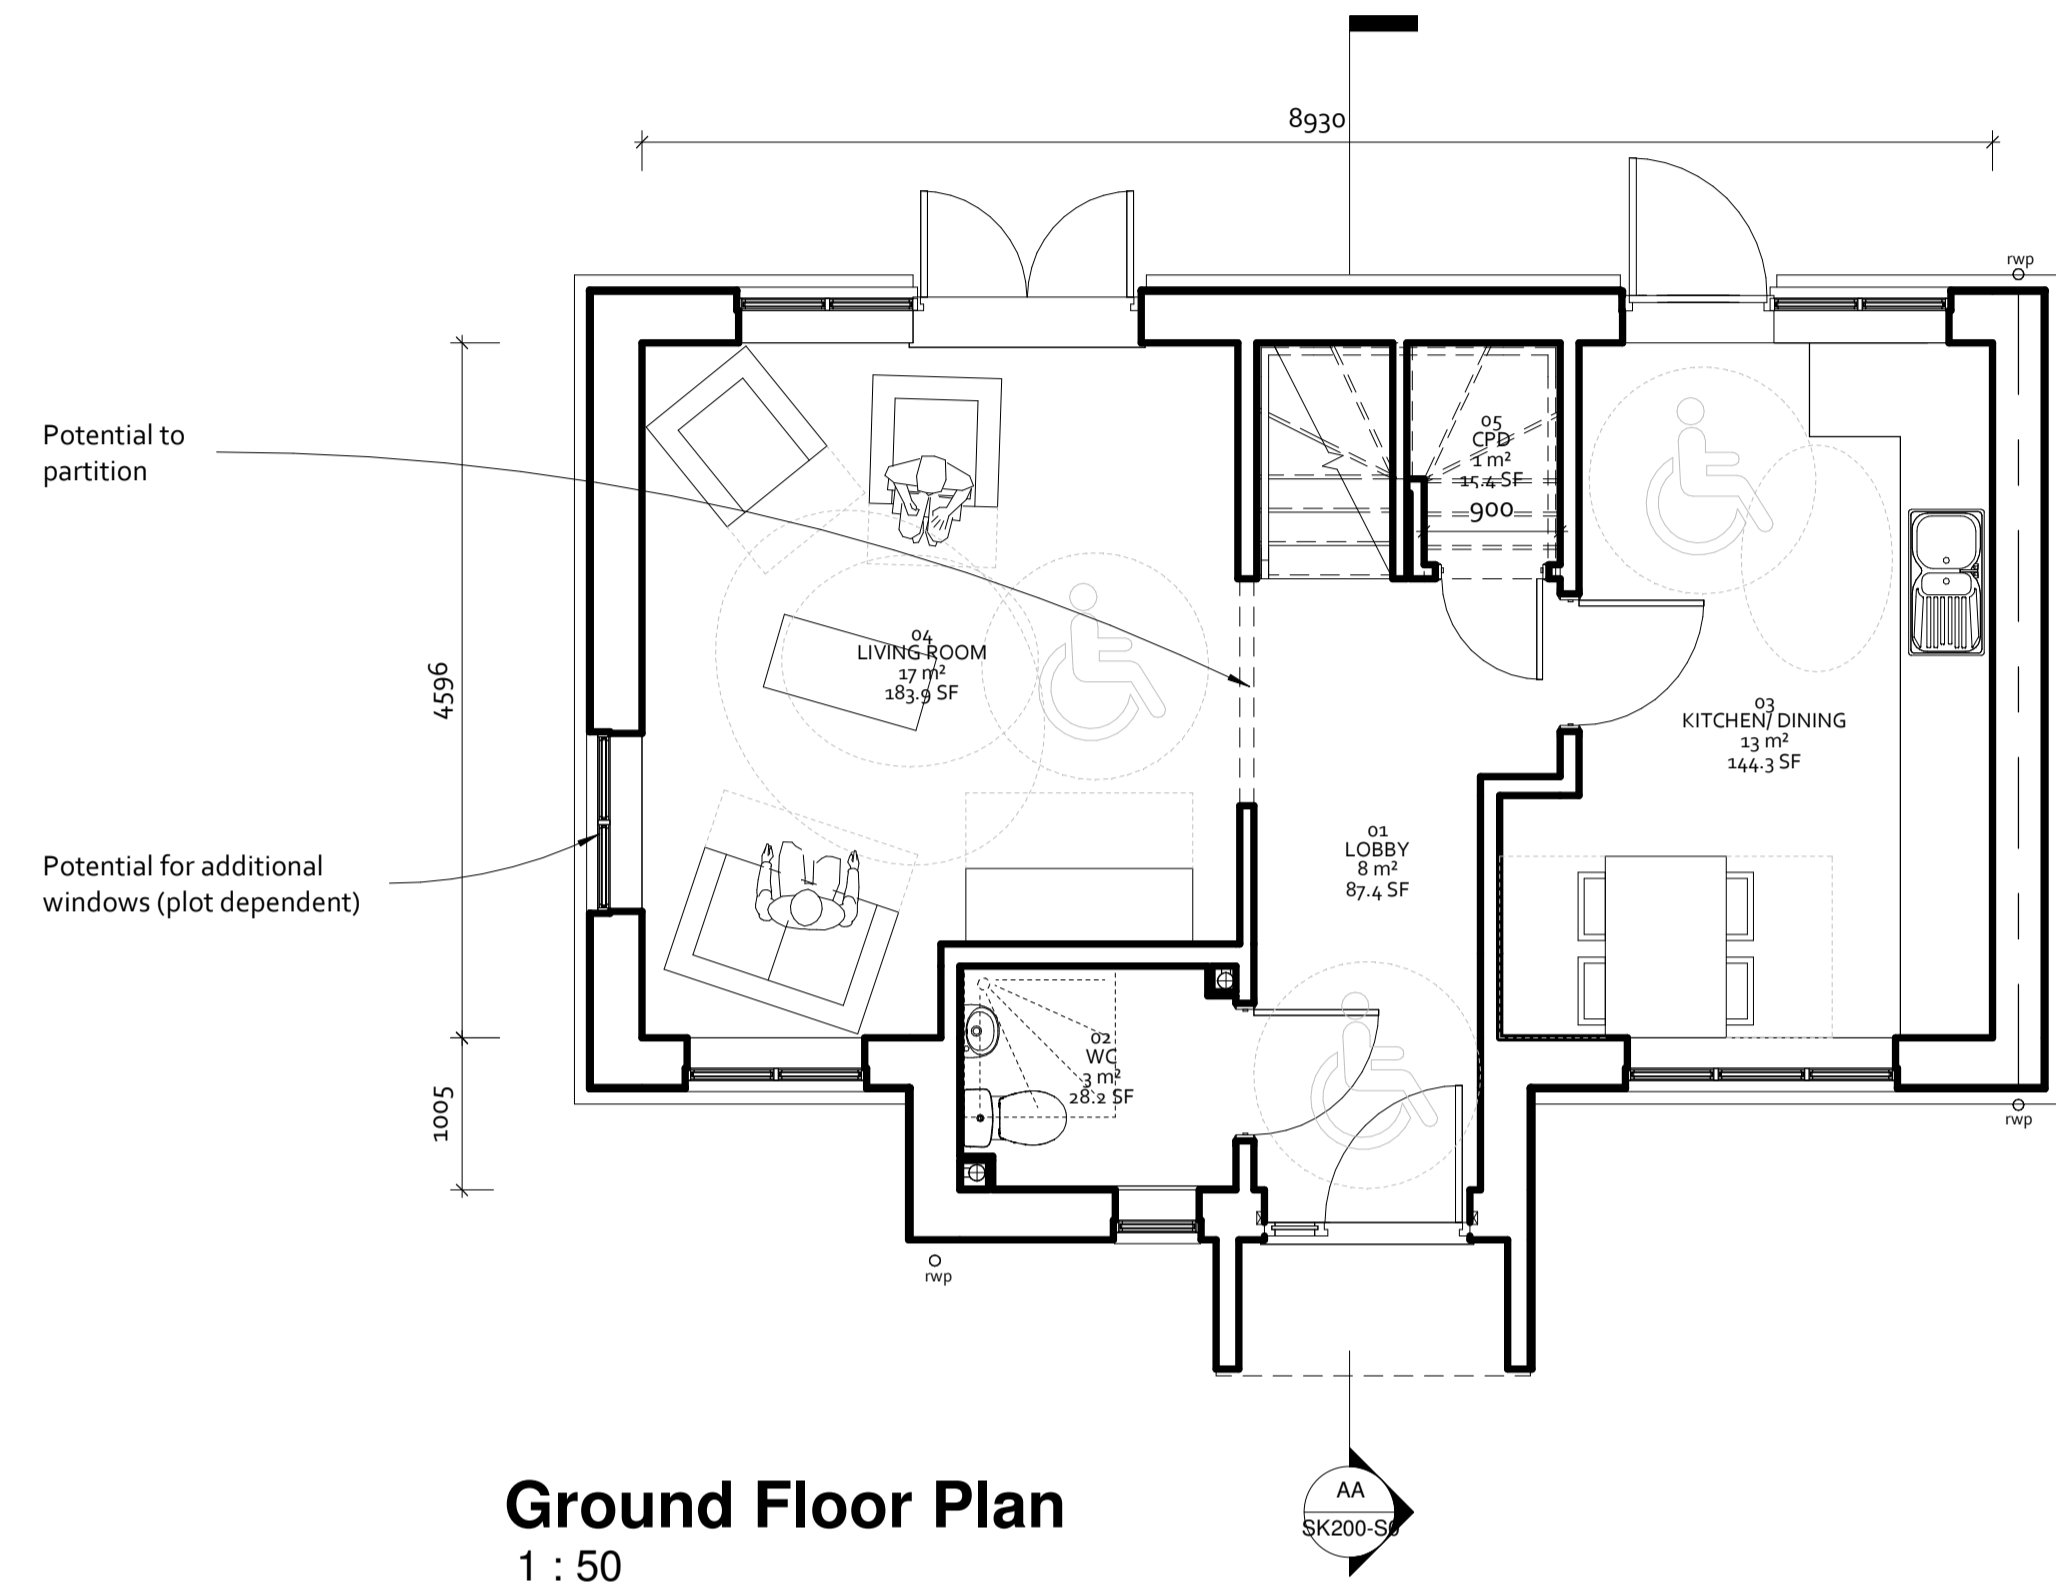 8930
rwp
Potential to
partition
05
CPD
1 m²
15.4 SF
900
4596
04
LIVING ROOM
17 m²
183.9 SF
03
KITCHEN/ DINING
13 m²
144.3 SF
Potential for additional
windows (plot dependent)
01
LOBBY
8 m²
87.4 SF
1005
02
WC
3 m²
28.2 SF
rwp
rwp
AA
SK200-S0
Ground Floor Plan
1 : 50